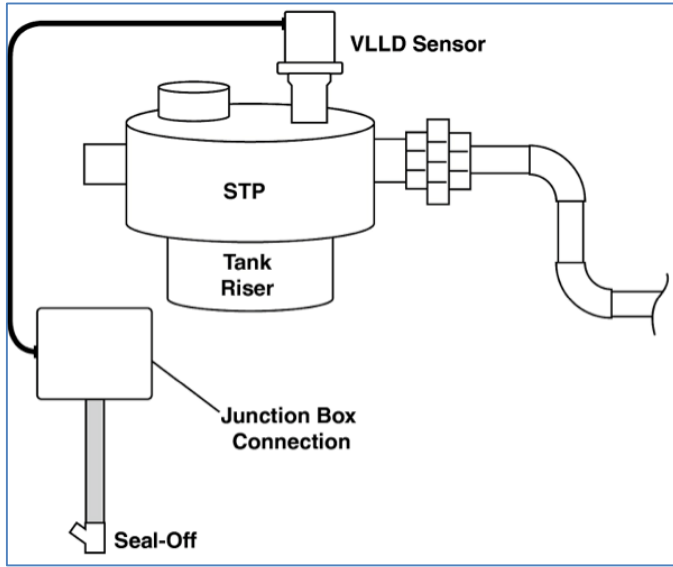 VLLD Sensor
STP
Tank
Riser
Junction Box
Connection
Seal-Off